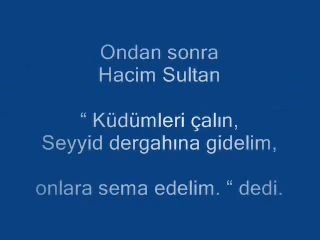 Ondan sonra
Hacim Sultan
“ Küdümleri çalın,
Seyyid dergahına gidelim,
onlara sema edelim. “ dedi.